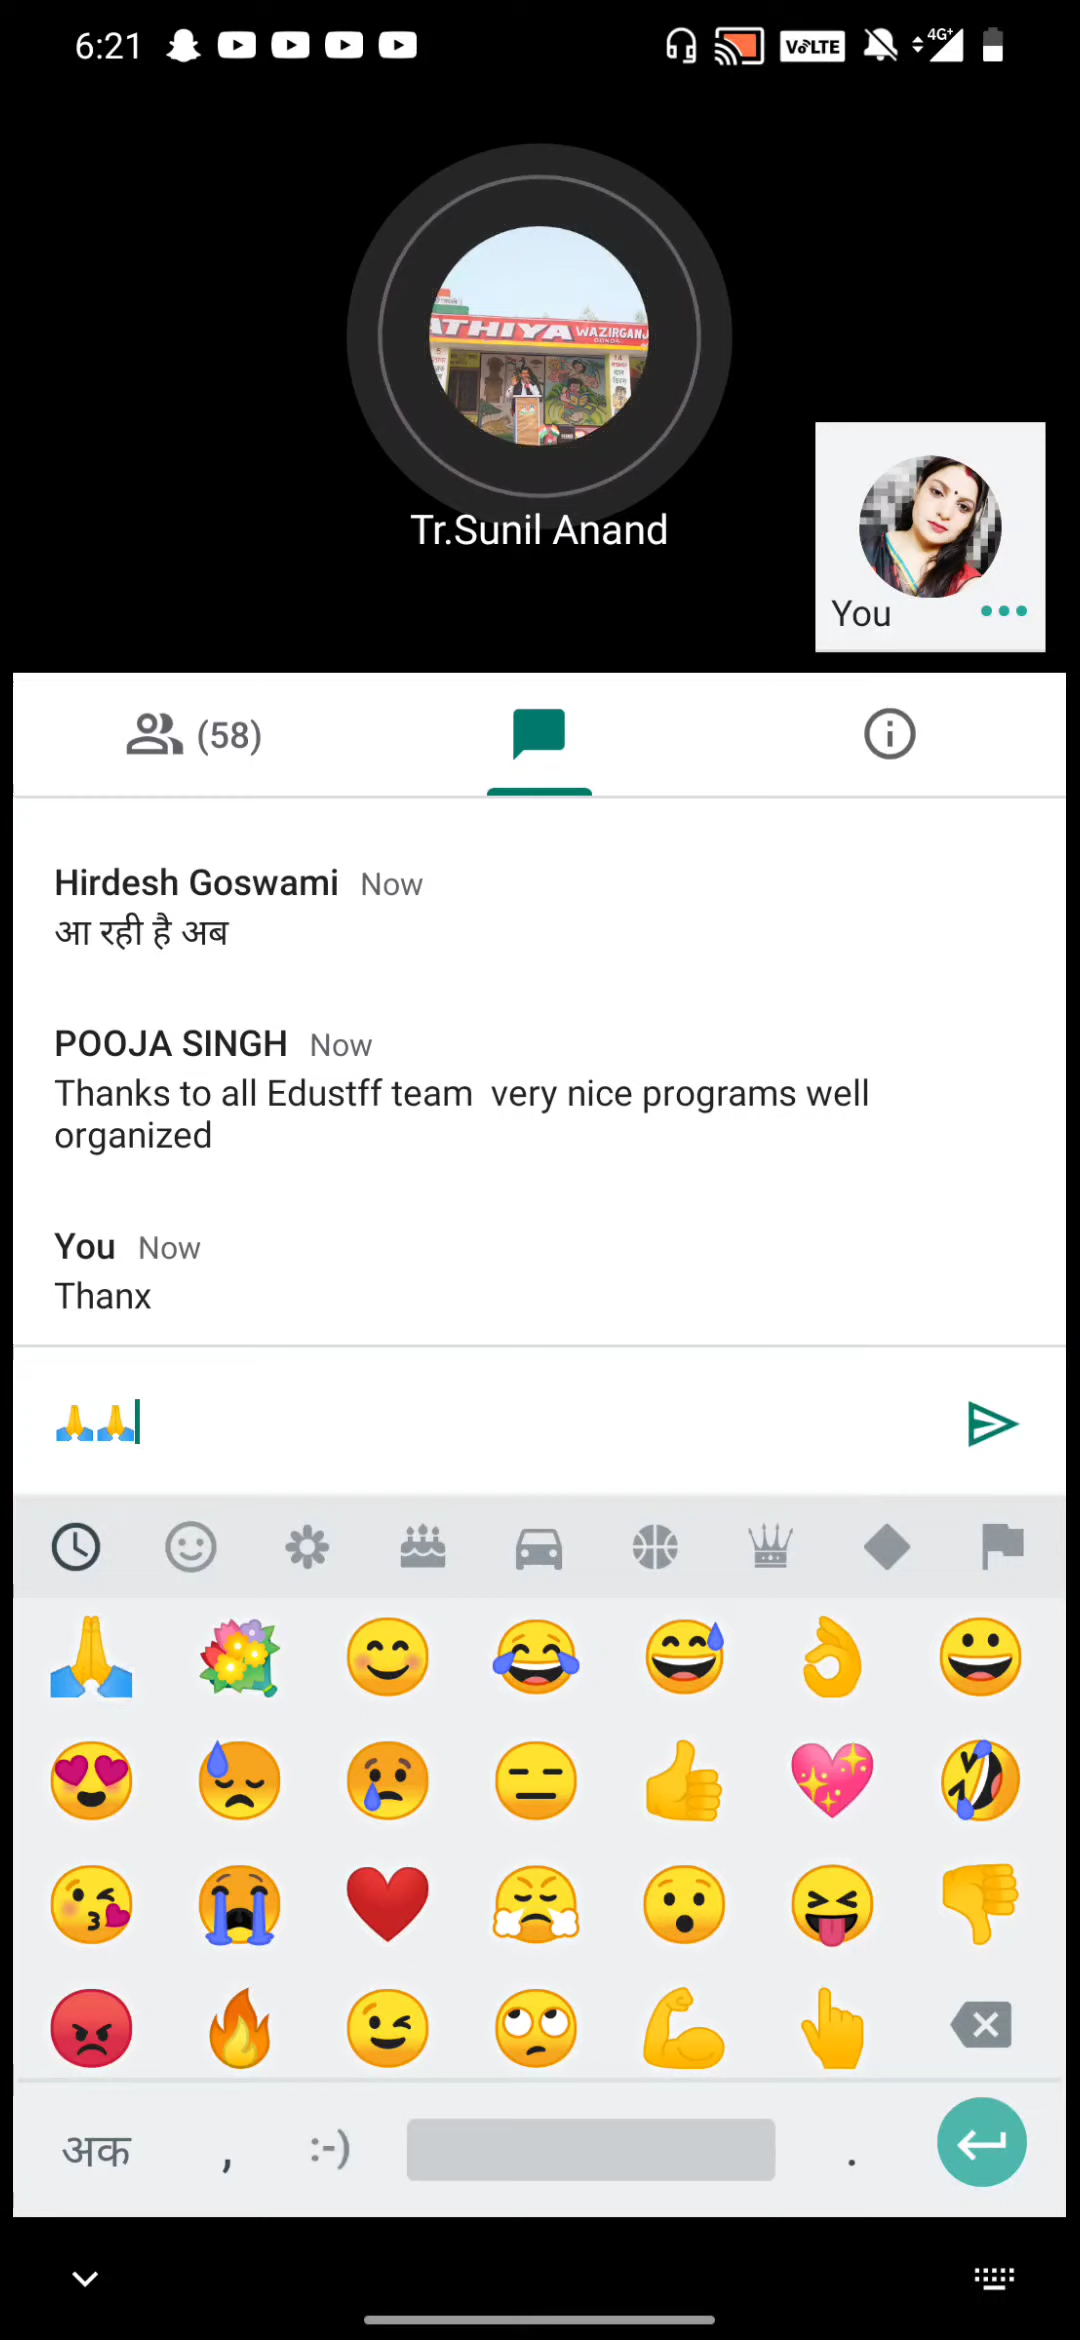 6:21
VoLTE
4G+
ATHIYA WAZIRGANJ
Tr.Sunil Anand
You
(58)
Hirdesh Goswami Now
आ रही है अब
POOJA SINGH Now
Thanks to all Edustff team very nice programs well
organized
You Now
Thanx
🙏🙏
अक , :-) .